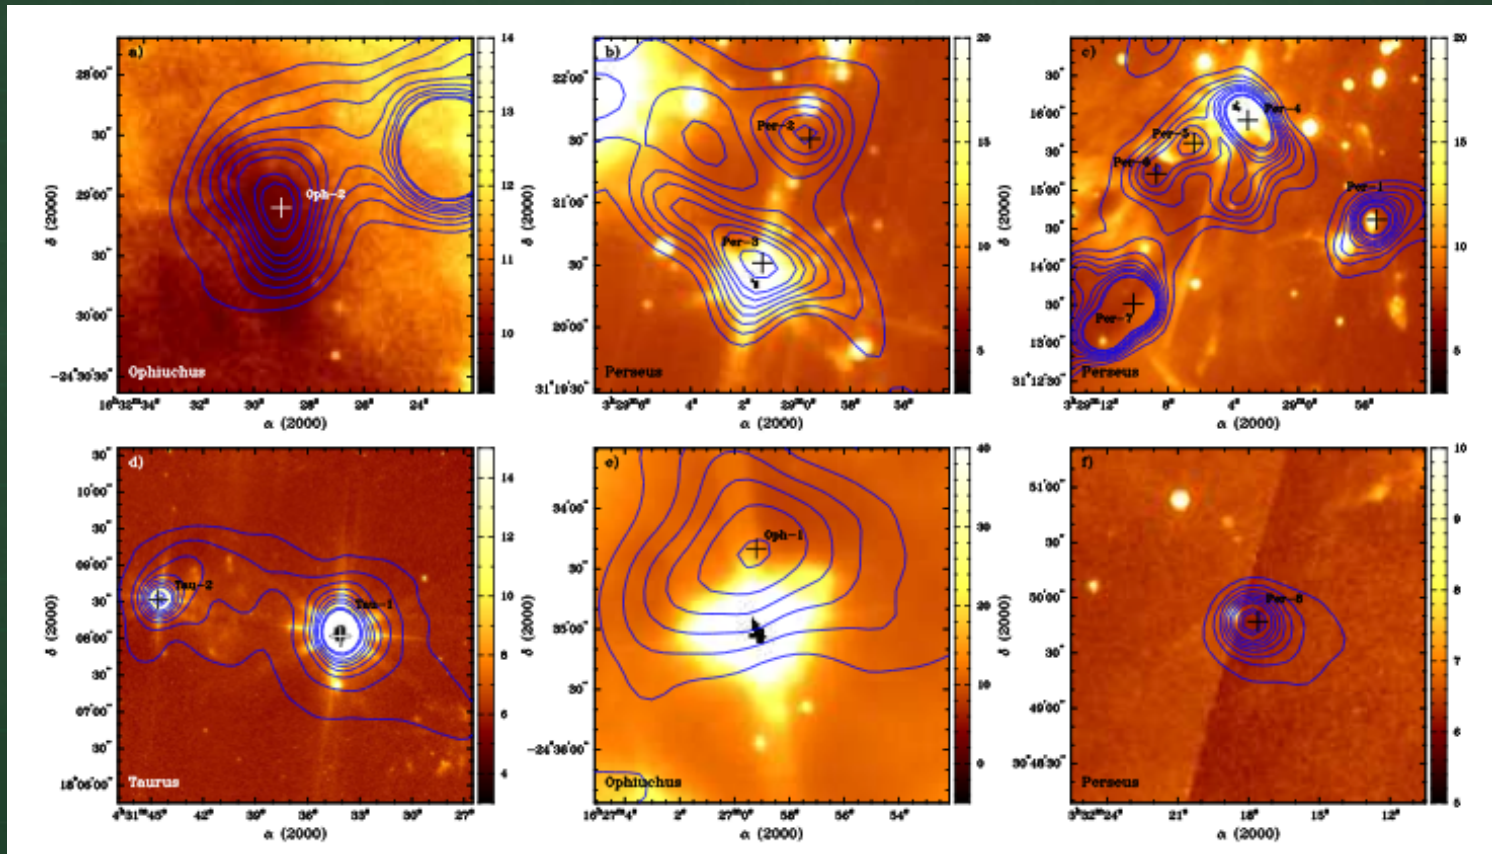 a)
Oph-2
Ophiuchus
28'00"
30"
29'00"
30"
30'00"
-24°30'30"
δ (2000)
16ʰ32ᵐ34ˢ
30ˢ
28ˢ
26ˢ
24ˢ
α (2000)
14
13
12
11
10
b)
Per-2
Per-3
Perseus
22'00"
30"
21'00"
30"
20'00"
31°19'30"
δ (2000)
4ˢ
2ˢ
29ᵐ00ˢ
58ˢ
56ˢ
α (2000)
20
15
10
5
c)
Per-4
Per-5
Per-6
Per-1
Per-7
Perseus
30"
16'00"
30"
15'00"
30"
14'00"
30"
13'00"
31°12'30"
δ (2000)
3ʰ29ᵐ12ˢ
8ˢ
4ˢ
29ᵐ00ˢ
56ˢ
α (2000)
20
15
10
5
d)
Tau-2
Tau-1
Taurus
30"
10'00"
30"
09'00"
30"
08'00"
30"
07'00"
30"
δ (2000)
4ʰ31ᵐ45ˢ
42ˢ
39ˢ
36ˢ
33ˢ
30ˢ
27ˢ
α (2000)
14
12
10
8
6
4
e)
Oph-1
Ophiuchus
34'00"
30"
35'00"
30"
-24°36'00"
δ (2000)
16ʰ27ᵐ4ˢ
2ˢ
27ᵐ0ˢ
58ˢ
56ˢ
α (2000)
40
30
20
10
0
f)
Per-8
Perseus
51'00"
30"
50'00"
30"
49'00"
30°48'30"
δ (2000)
3ʰ32ᵐ24ˢ
21ˢ
18ˢ
15ˢ
12ˢ
α (2000)
10
9
8
7
6
5